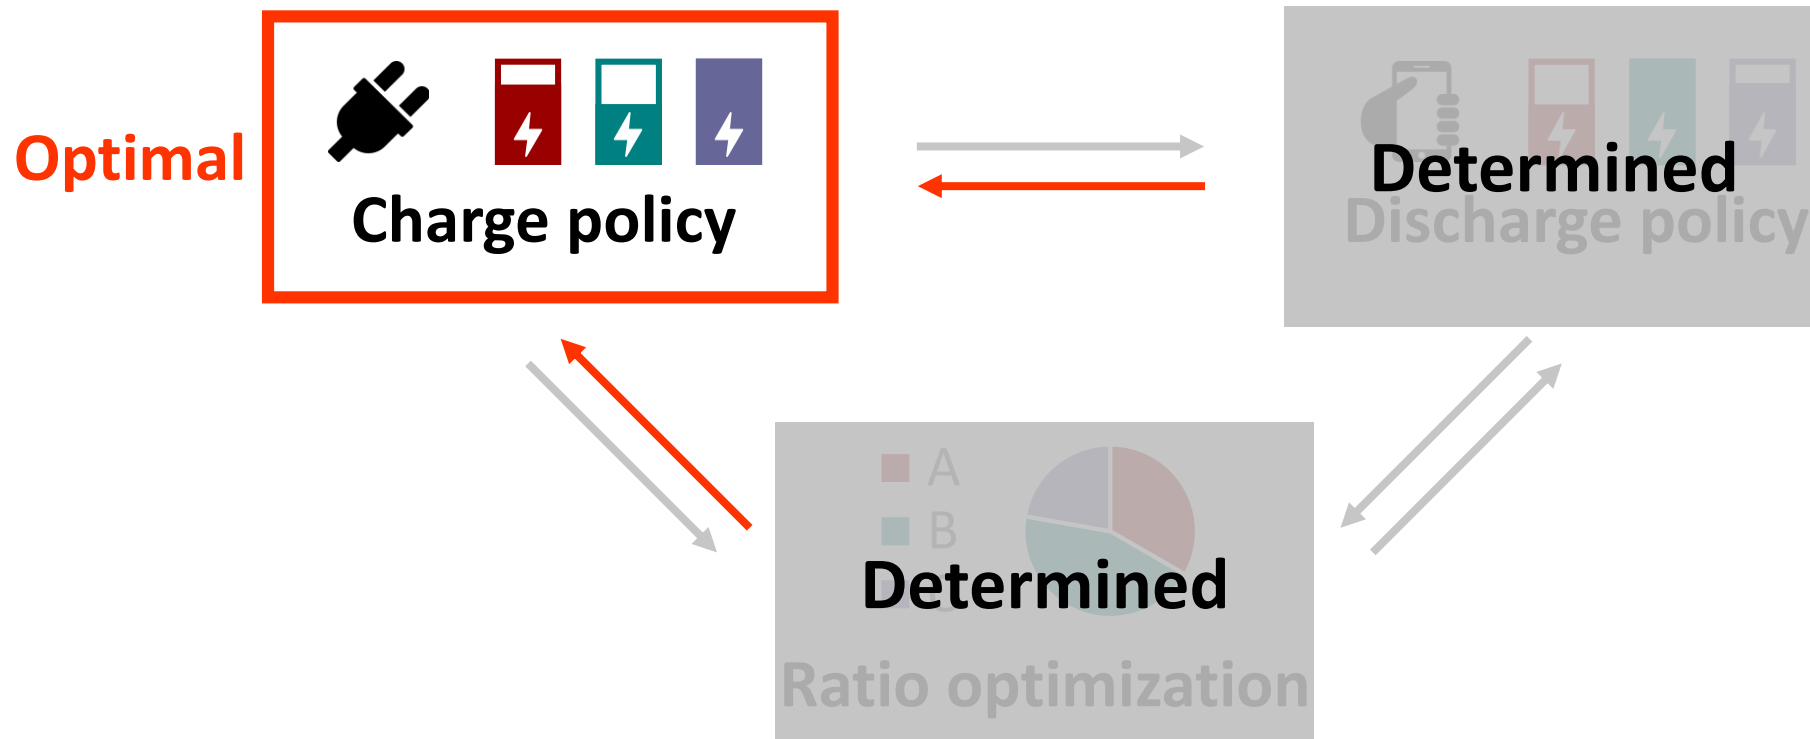 Optimal
Charge policy
Determined
Discharge policy
A
B
Determined
Ratio optimization